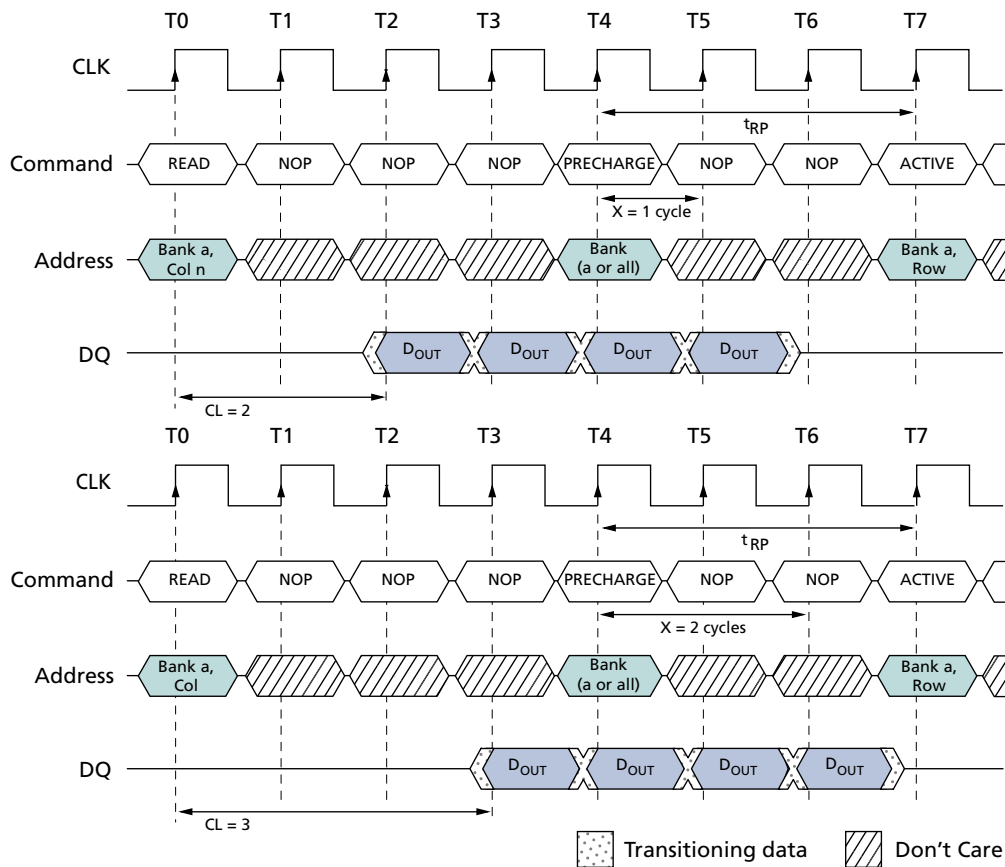 T0 T1 T2 T3 T4 T5 T6 T7
CLK
tRP
Command READ NOP NOP NOP PRECHARGE NOP NOP ACTIVE
X = 1 cycle
Address Bank a, Col n Bank (a or all) Bank a, Row
DQ DOUT DOUT DOUT DOUT
CL = 2
T0 T1 T2 T3 T4 T5 T6 T7
CLK
tRP
Command READ NOP NOP NOP PRECHARGE NOP NOP ACTIVE
X = 2 cycles
Address Bank a, Col Bank (a or all) Bank a, Row
DQ DOUT DOUT DOUT DOUT
CL = 3
Transitioning data Don't Care